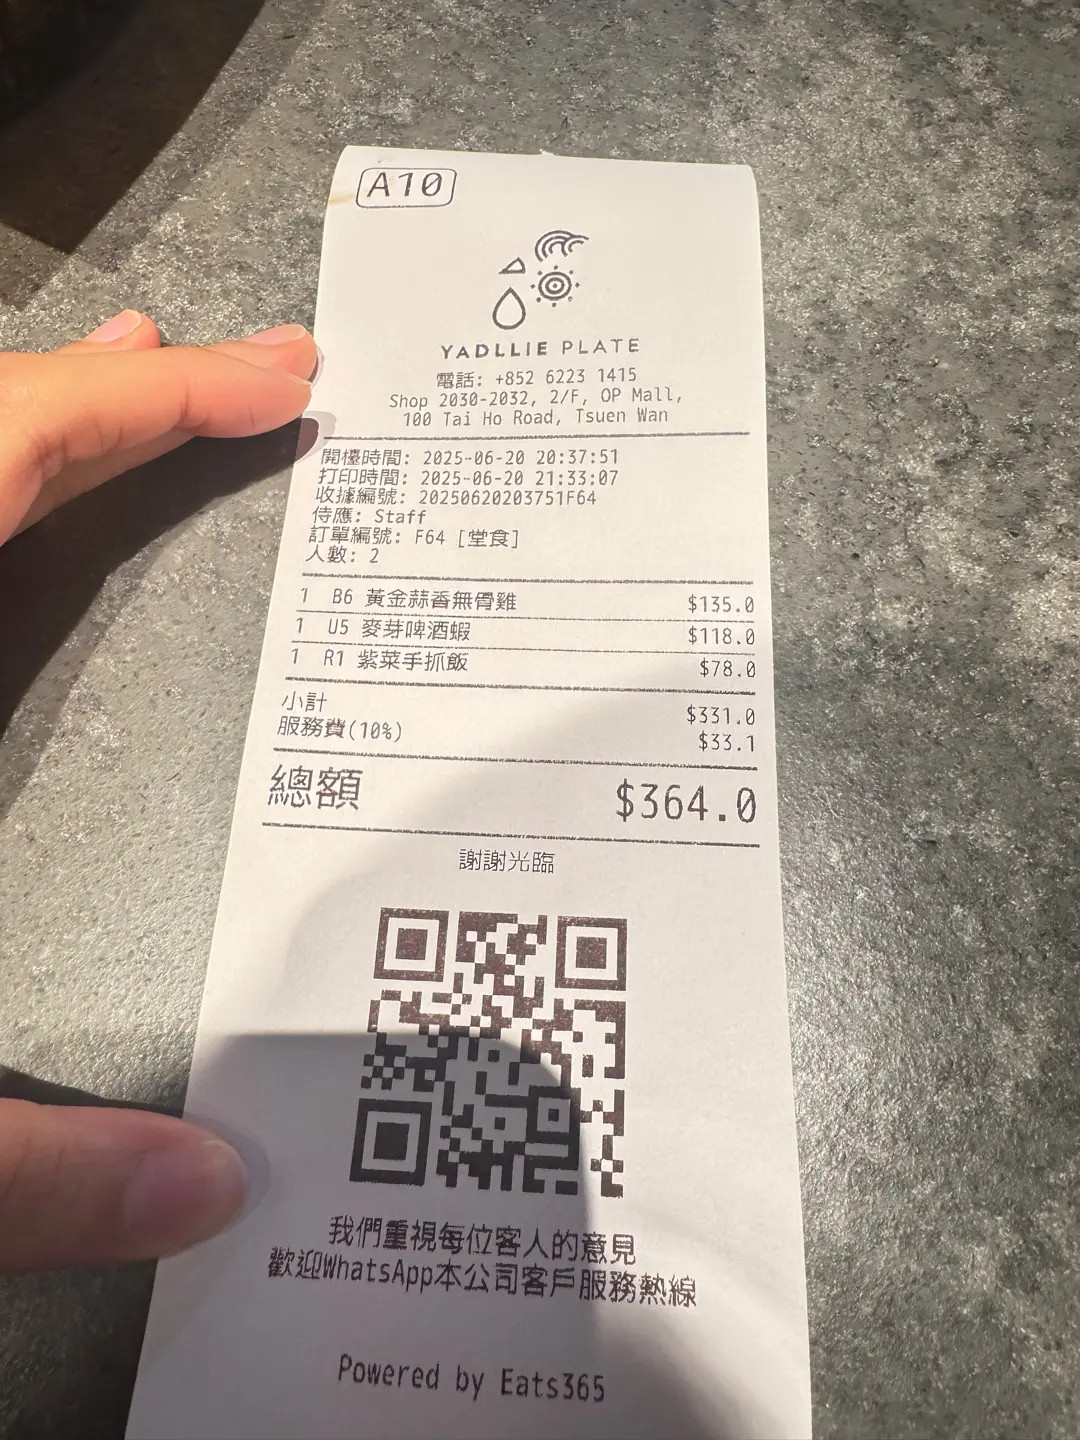 A10
YADLLIE PLATE
電話: +852 6223 1415
Shop 2030-2032, 2/F, OP Mall,
100 Tai Ho Road, Tsuen Wan
開檯時間: 2025-06-20 20:37:51
打印時間: 2025-06-20 21:33:07
收據編號: 20250620203751F64
侍應: Staff
訂單編號: F64 [堂食]
人數: 2
1 B6 黃金蒜香無骨雞 $135.0
1 U5 麥芽啤酒蝦 $118.0
1 R1 紫菜手抓飯 $78.0
小計 $331.0
服務費(10%) $33.1
總額 $364.0
謝謝光臨
我們重視每位客人的意見
歡迎WhatsApp本公司客戶服務熱線
Powered by Eats365